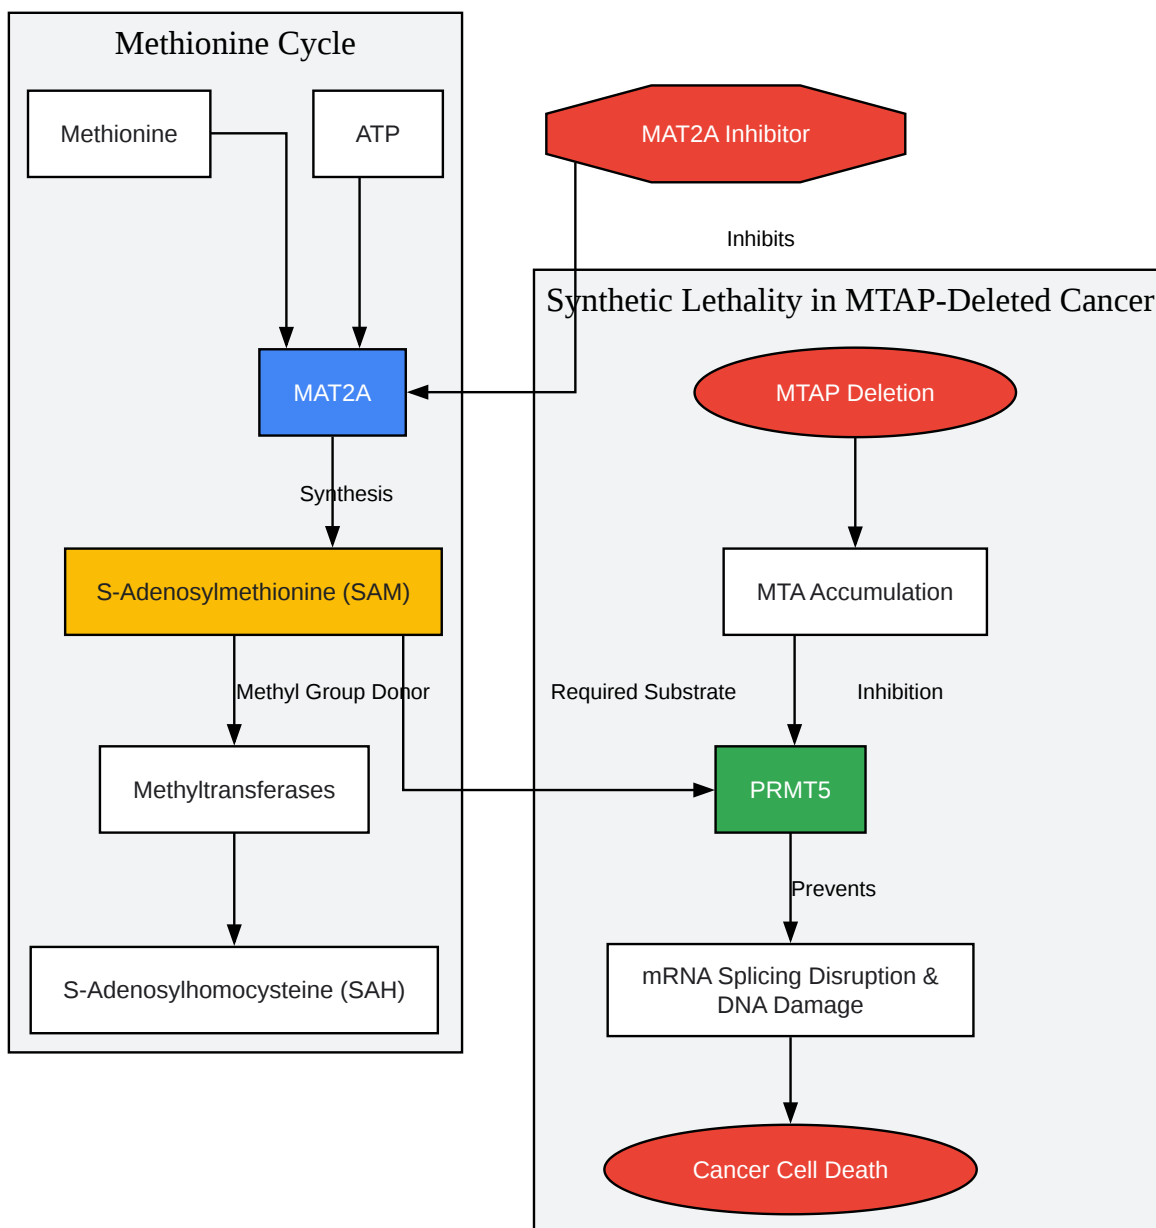 Methionine Cycle
Methionine
ATP
MAT2A Inhibitor
Inhibits
Synthetic Lethality in MTAP-Deleted Cancer
MAT2A
MTAP Deletion
Synthesis
S-Adenosylmethionine (SAM)
MTA Accumulation
Methyl Group Donor
Required Substrate
Inhibition
Methyltransferases
PRMT5
Prevents
S-Adenosylhomocysteine (SAH)
mRNA Splicing Disruption &
DNA Damage
Cancer Cell Death